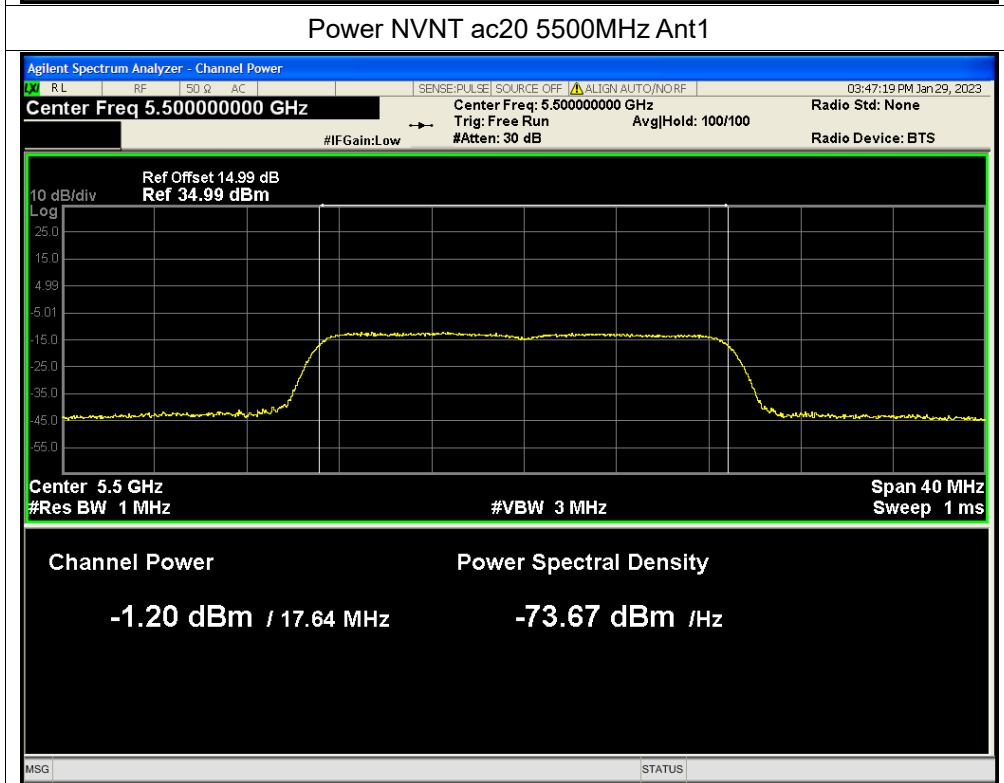 Power NVNT ac20 5500MHz Ant1
Agilent Spectrum Analyzer - Channel Power
LXI RL RF 50 Ω AC SENSE:PULSE SOURCE OFF ALIGN AUTO/NO RF 03:47:19 PM Jan 29, 2023
Center Freq 5.500000000 GHz Center Freq: 5.500000000 GHz Radio Std: None
Trig: Free Run Avg|Hold: 100/100
#IFGain:Low #Atten: 30 dB Radio Device: BTS
Ref Offset 14.99 dB
10 dB/div Ref 34.99 dBm
Log
25.0
15.0
4.99
-5.01
-15.0
-25.0
-35.0
-45.0
-55.0
Center 5.5 GHz Span 40 MHz
#Res BW 1 MHz #VBW 3 MHz Sweep 1 ms
Channel Power Power Spectral Density
-1.20 dBm / 17.64 MHz -73.67 dBm /Hz
MSG STATUS